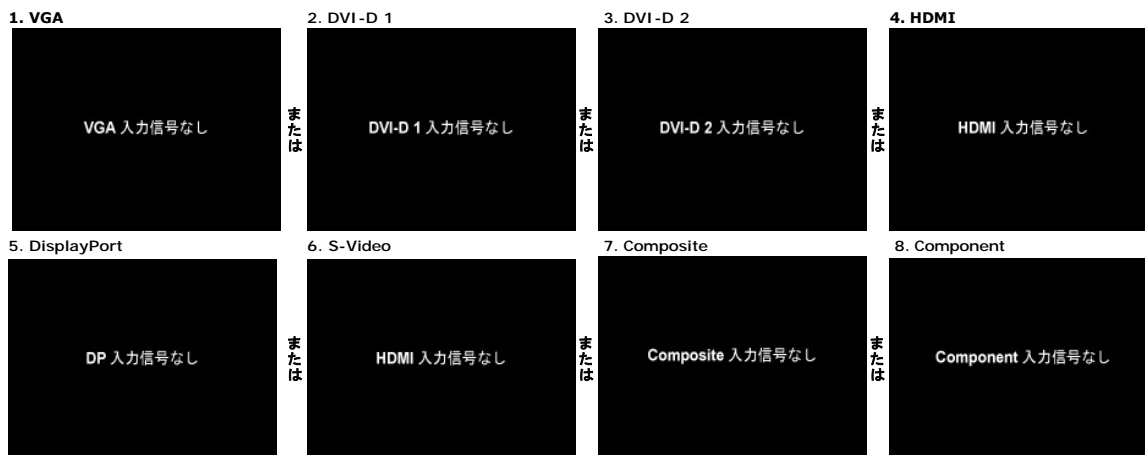 1. VGA
2. DVI-D 1
3. DVI-D 2
4. HDMI
VGA 入力信号なし
または
DVI-D 1 入力信号なし
または
DVI-D 2 入力信号なし
または
HDMI 入力信号なし
5. DisplayPort
6. S-Video
7. Composite
8. Component
DP 入力信号なし
または
HDMI 入力信号なし
または
Composite 入力信号なし
または
Component 入力信号なし